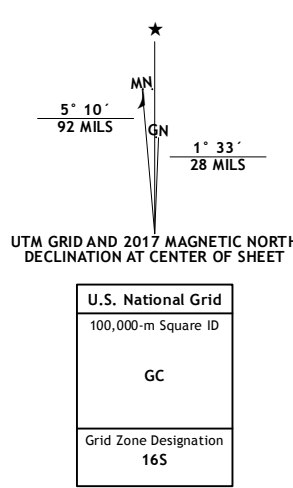 ★
MN
5° 10´
92 MILS
GN
1° 33´
28 MILS
UTM GRID AND 2017 MAGNETIC NORTH
DECLINATION AT CENTER OF SHEET
U.S. National Grid
100,000-m Square ID
GC
Grid Zone Designation
16S